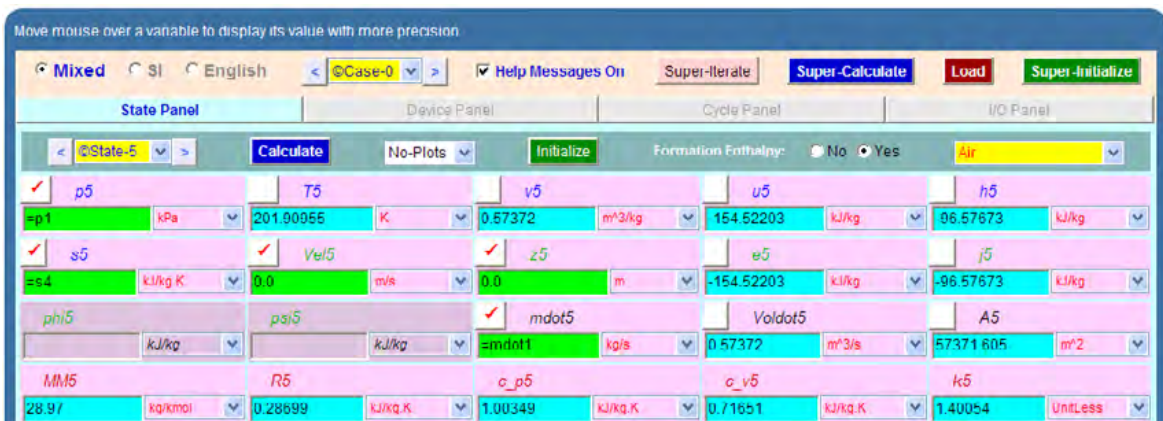 Move mouse over a variable to display its value with more precision
Mixed SI English < ©Case-0 > Help Messages On Super-Iterate Super-Calculate Load Super-Initialize
State Panel Device Panel Cycle Panel I/O Panel
< ©State-5 > Calculate No-Plots Initialize Formation Enthalpy: No Yes Air
p5 T5 v5 u5 h5
=p1 kPa 201.90955 K 0.57372 m^3/kg -154.52203 kJ/kg -96.57673 kJ/kg
s5 Vel5 z5 e5 j5
=s4 kJ/kg.K 0.0 m/s 0.0 m -154.52203 kJ/kg -96.57673 kJ/kg
phi5 psi5 mdot5 Voldot5 A5
kJ/kg kJ/kg =mdot1 kg/s 0.57372 m^3/s 57371.605 m^2
MM5 R5 c_p5 c_v5 k5
28.97 kg/kmol 0.28699 kJ/kg.K 1.00349 kJ/kg.K 0.71651 kJ/kg.K 1.40054 UnitLess